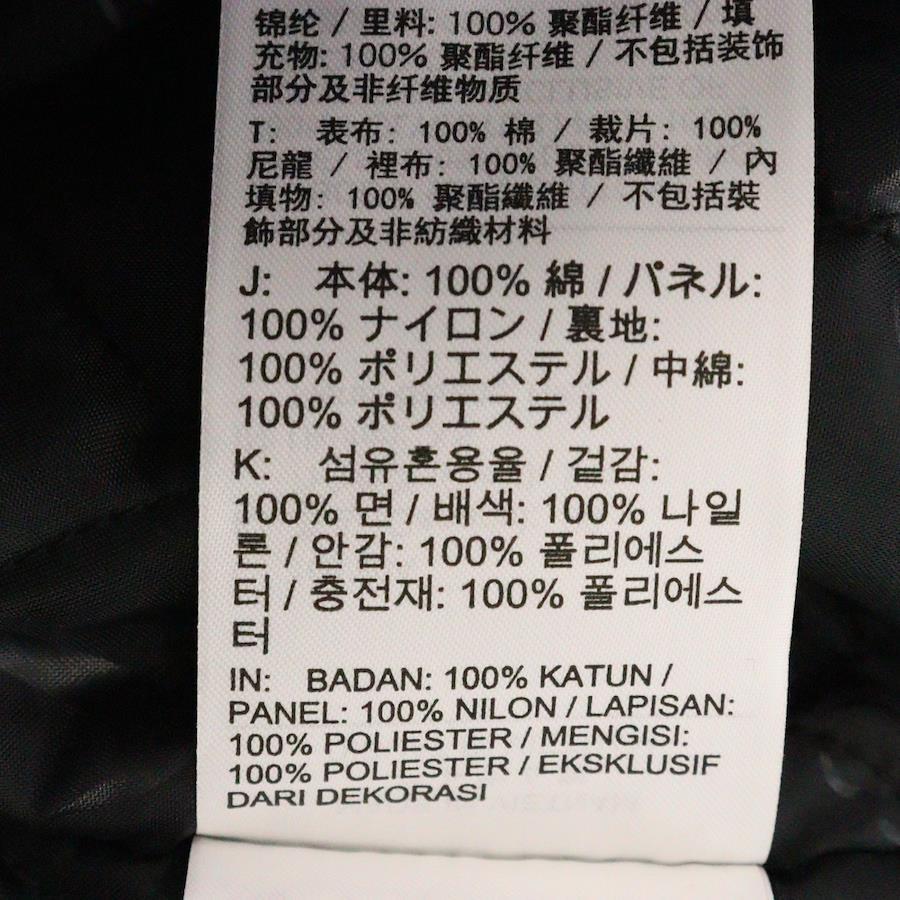 锦纶 / 里料: 100% 聚酯纤维 / 填
充物: 100% 聚酯纤维 / 不包括装饰
部分及非纤维物质
T: 表布: 100% 棉 / 裁片: 100%
尼龍 / 裡布: 100% 聚酯纖維 / 內
填物: 100% 聚酯纖維 / 不包括裝
飾部分及非紡織材料
J: 本体: 100% 綿 / パネル:
100% ナイロン / 裏地:
100% ポリエステル / 中綿:
100% ポリエステル
K: 섬유혼용율 / 겉감:
100% 면 / 배색: 100% 나일
론 / 안감: 100% 폴리에스
터 / 충전재: 100% 폴리에스
터
IN: BADAN: 100% KATUN /
PANEL: 100% NILON / LAPISAN:
100% POLIESTER / MENGISI:
100% POLIESTER / EKSKLUSIF
DARI DEKORASI